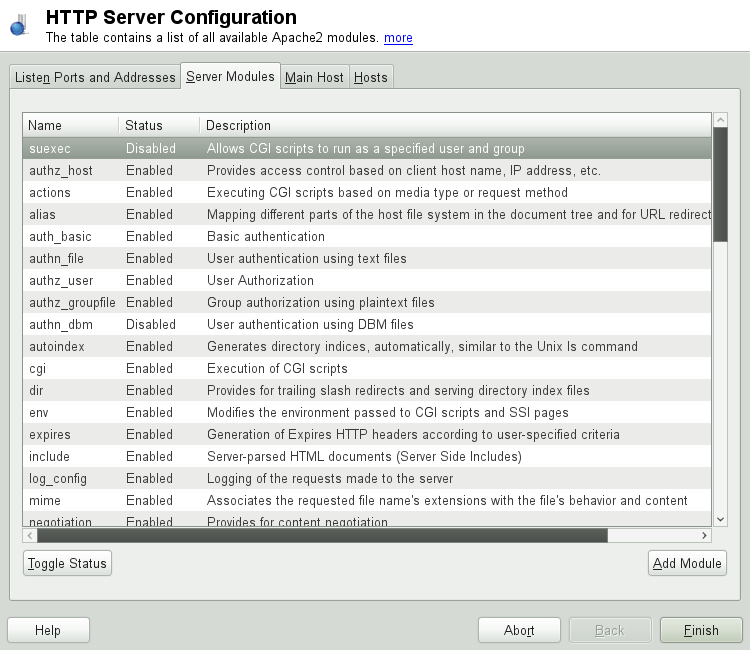 HTTP Server Configuration
The table contains a list of all available Apache2 modules. more
Listen Ports and Addresses Server Modules Main Host Hosts
Name Status Description
suexec Disabled Allows CGI scripts to run as a specified user and group
authz_host Enabled Provides access control based on client host name, IP address, etc.
actions Enabled Executing CGI scripts based on media type or request method
alias Enabled Mapping different parts of the host file system in the document tree and for URL redirect
auth_basic Enabled Basic authentication
authn_file Enabled User authentication using text files
authz_user Enabled User Authorization
authz_groupfile Enabled Group authorization using plaintext files
authn_dbm Disabled User authentication using DBM files
autoindex Enabled Generates directory indices, automatically, similar to the Unix ls command
cgi Enabled Execution of CGI scripts
dir Enabled Provides for trailing slash redirects and serving directory index files
env Enabled Modifies the environment passed to CGI scripts and SSI pages
expires Enabled Generation of Expires HTTP headers according to user-specified criteria
include Enabled Server-parsed HTML documents (Server Side Includes)
log_config Enabled Logging of the requests made to the server
mime Enabled Associates the requested file name's extensions with the file's behavior and content
negotiation Enabled Provides for content negotiation
Toggle Status Add Module
Help Abort Back Finish